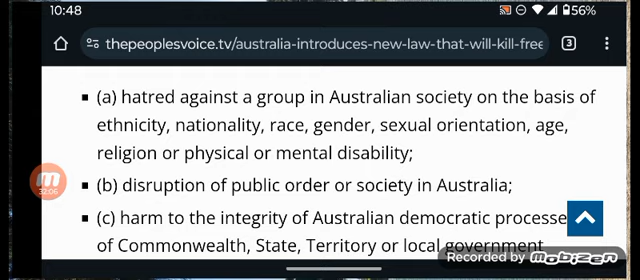 10:48
56%
thepeoplesvoice.tv/australia-introduces-new-law-that-will-kill-free
3
(a) hatred against a group in Australian society on the basis of
ethnicity, nationality, race, gender, sexual orientation, age,
religion or physical or mental disability;
(b) disruption of public order or society in Australia;
(c) harm to the integrity of Australian democratic processe
of Commonwealth, State, Territory or local government
32:06
Recorded by
mobizen